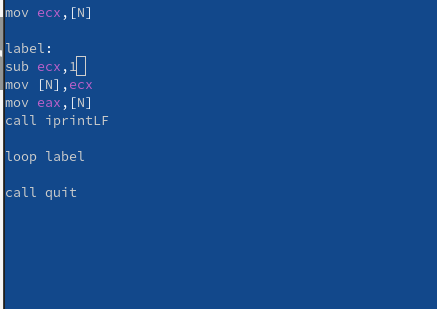 mov ecx,[N]
label:
sub ecx,1
mov [N],ecx
mov eax,[N]
call iprintLF
loop label
call quit